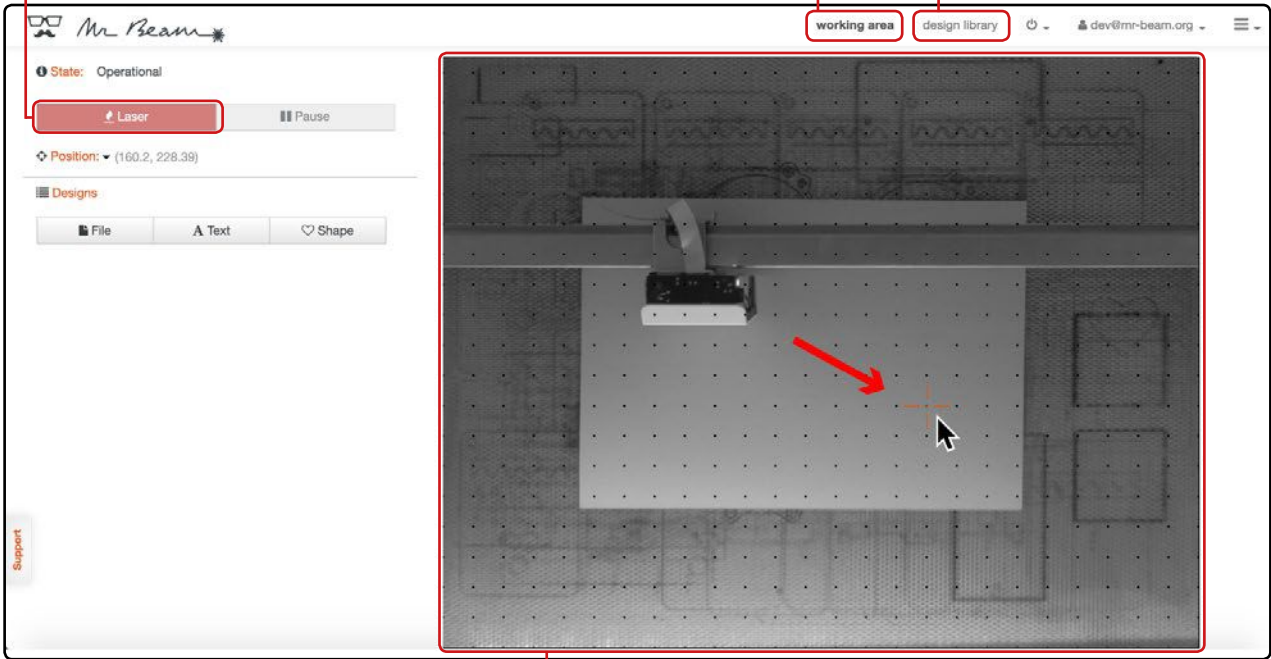 Mr Beam
working area
design library
dev@mr-beam.org
State: Operational
Laser
Pause
Position: (160.2, 228.39)
Designs
File
A Text
Shape
Support